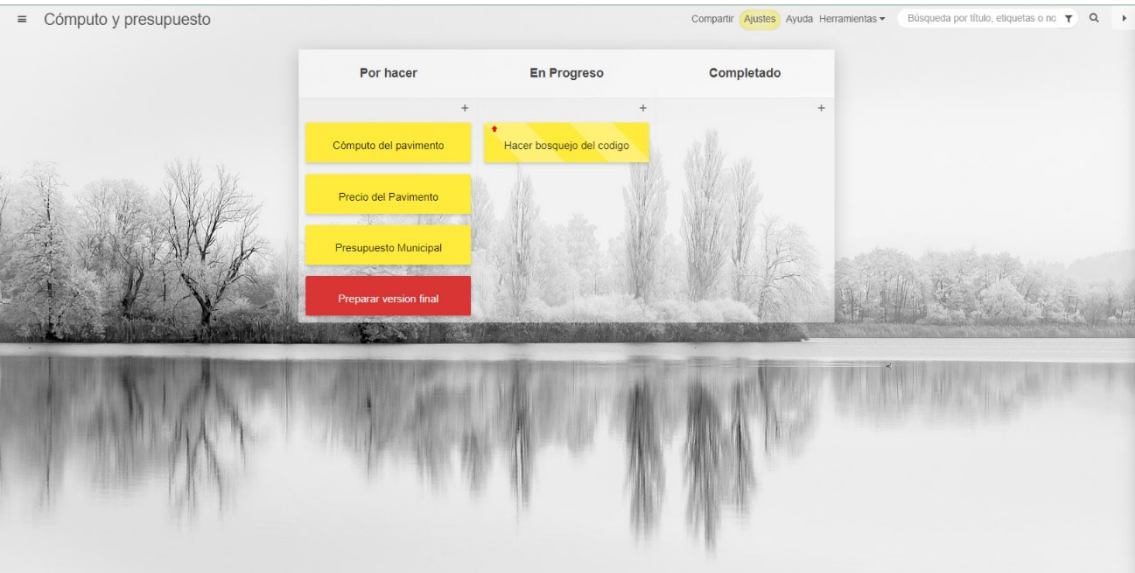 Cómputo y presupuesto
Compartir Ajustes Ayuda Herramientas
Búsqueda por título, etiquetas o no
Por hacer
En Progreso
Completado
Cómputo del pavimento
Hacer bosquejo del codigo
Precio del Pavimento
Presupuesto Municipal
Preparar version final